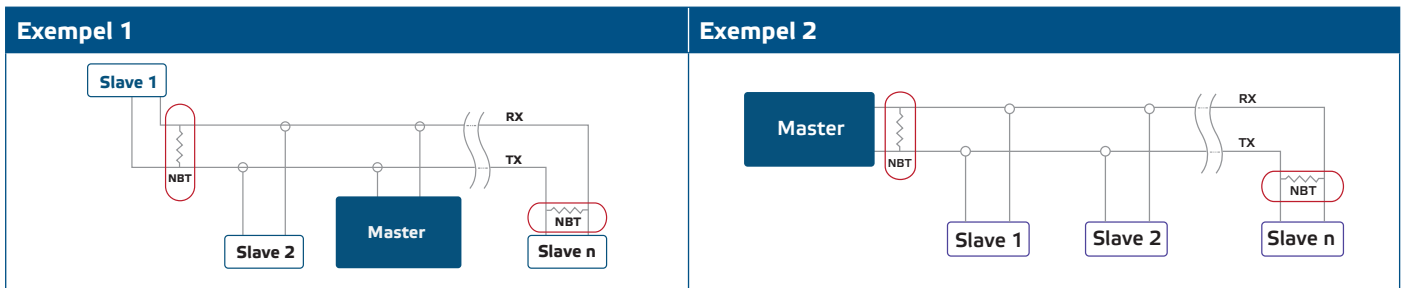 Exempel 1
Slave 1
RX
TX
NBT
NBT
Master
Slave 2
Slave n
Exempel 2
Master
RX
TX
NBT
NBT
Slave 1
Slave 2
Slave n